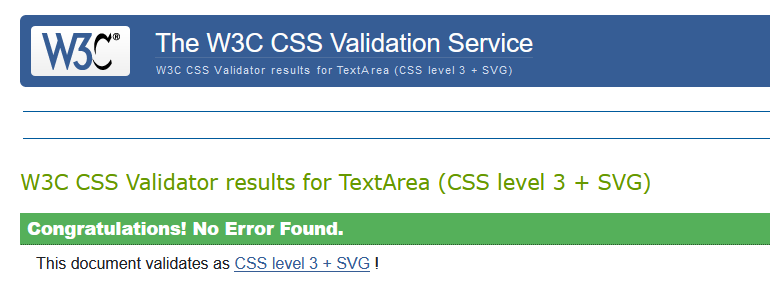 W3C®
The W3C CSS Validation Service
W3C CSS Validator results for TextArea (CSS level 3 + SVG)
W3C CSS Validator results for TextArea (CSS level 3 + SVG)
Congratulations! No Error Found.
This document validates as CSS level 3 + SVG !